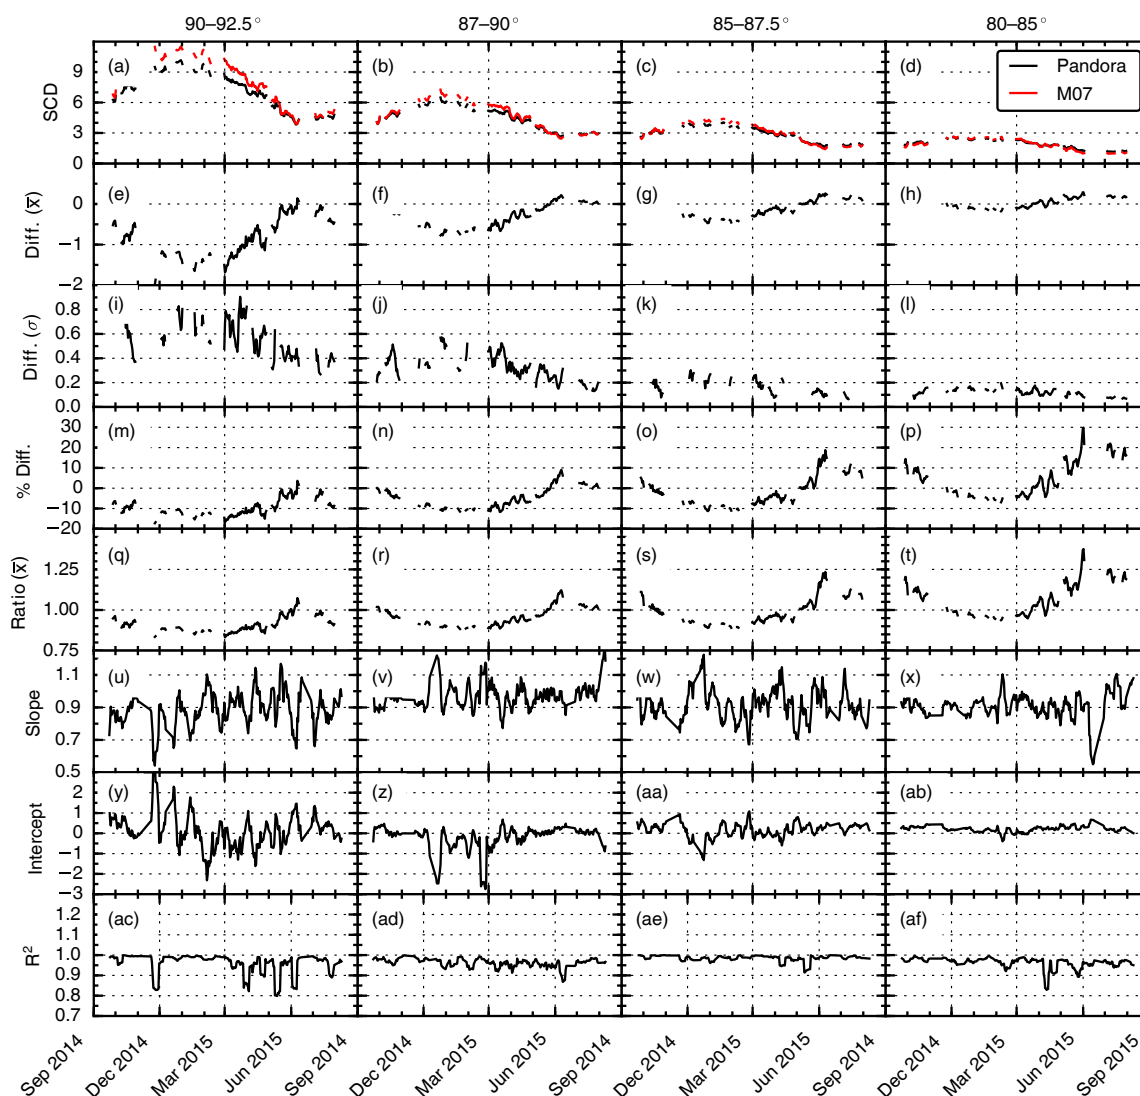 90–92.5° 87–90° 85–87.5° 80–85°
SCD
9
6
3
0
(a) (b) (c) (d)
Pandora
M07
Diff. (x̅)
0
−1
−2
(e) (f) (g) (h)
Diff. (σ)
0.8
0.6
0.4
0.2
0.0
(i) (j) (k) (l)
% Diff.
30
20
10
0
−10
−20
(m) (n) (o) (p)
Ratio (x̅)
1.25
1.00
0.75
(q) (r) (s) (t)
Slope
1.1
0.9
0.7
0.5
(u) (v) (w) (x)
Intercept
2
1
0
−1
−2
−3
(y) (z) (aa) (ab)
R²
1.2
1.1
1.0
0.9
0.8
0.7
(ac) (ad) (ae) (af)
Sep 2014 Dec 2014 Mar 2015 Jun 2015 Sep 2014 Dec 2014 Mar 2015 Jun 2015 Sep 2014 Dec 2014 Mar 2015 Jun 2015 Sep 2014 Dec 2014 Mar 2015 Jun 2015 Sep 2015